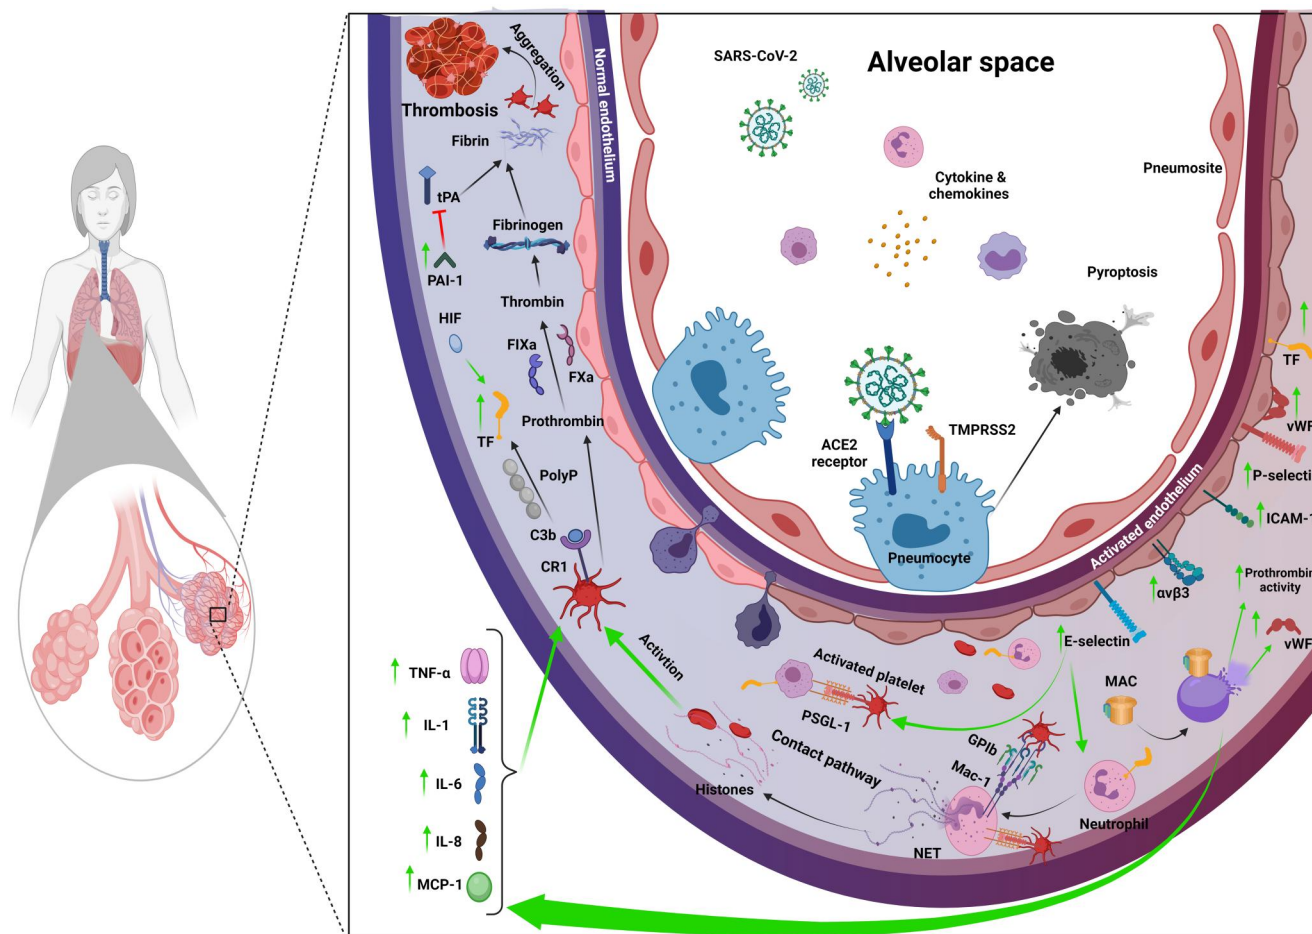 Aggregation
Thrombosis
Fibrin
tPA
Fibrinogen
PAI-1
Thrombin
HIF
FIXa
FXa
Prothrombin
TF
PolyP
C3b
CR1
Normal endothelium
SARS-CoV-2
Alveolar space
Cytokine &
chemokines
Pneumosite
Pyroptosis
ACE2
receptor
TMPRSS2
Pneumocyte
Activated endothelium
TF
vWF
P-selectin
ICAM-1
αvβ3
Prothrombin
activity
E-selectin
vWF
MAC
Activated platelet
PSGL-1
Activtion
GPIb
Mac-1
Contact pathway
Histones
NET
Neutrophil
TNF-α
IL-1
IL-6
IL-8
MCP-1